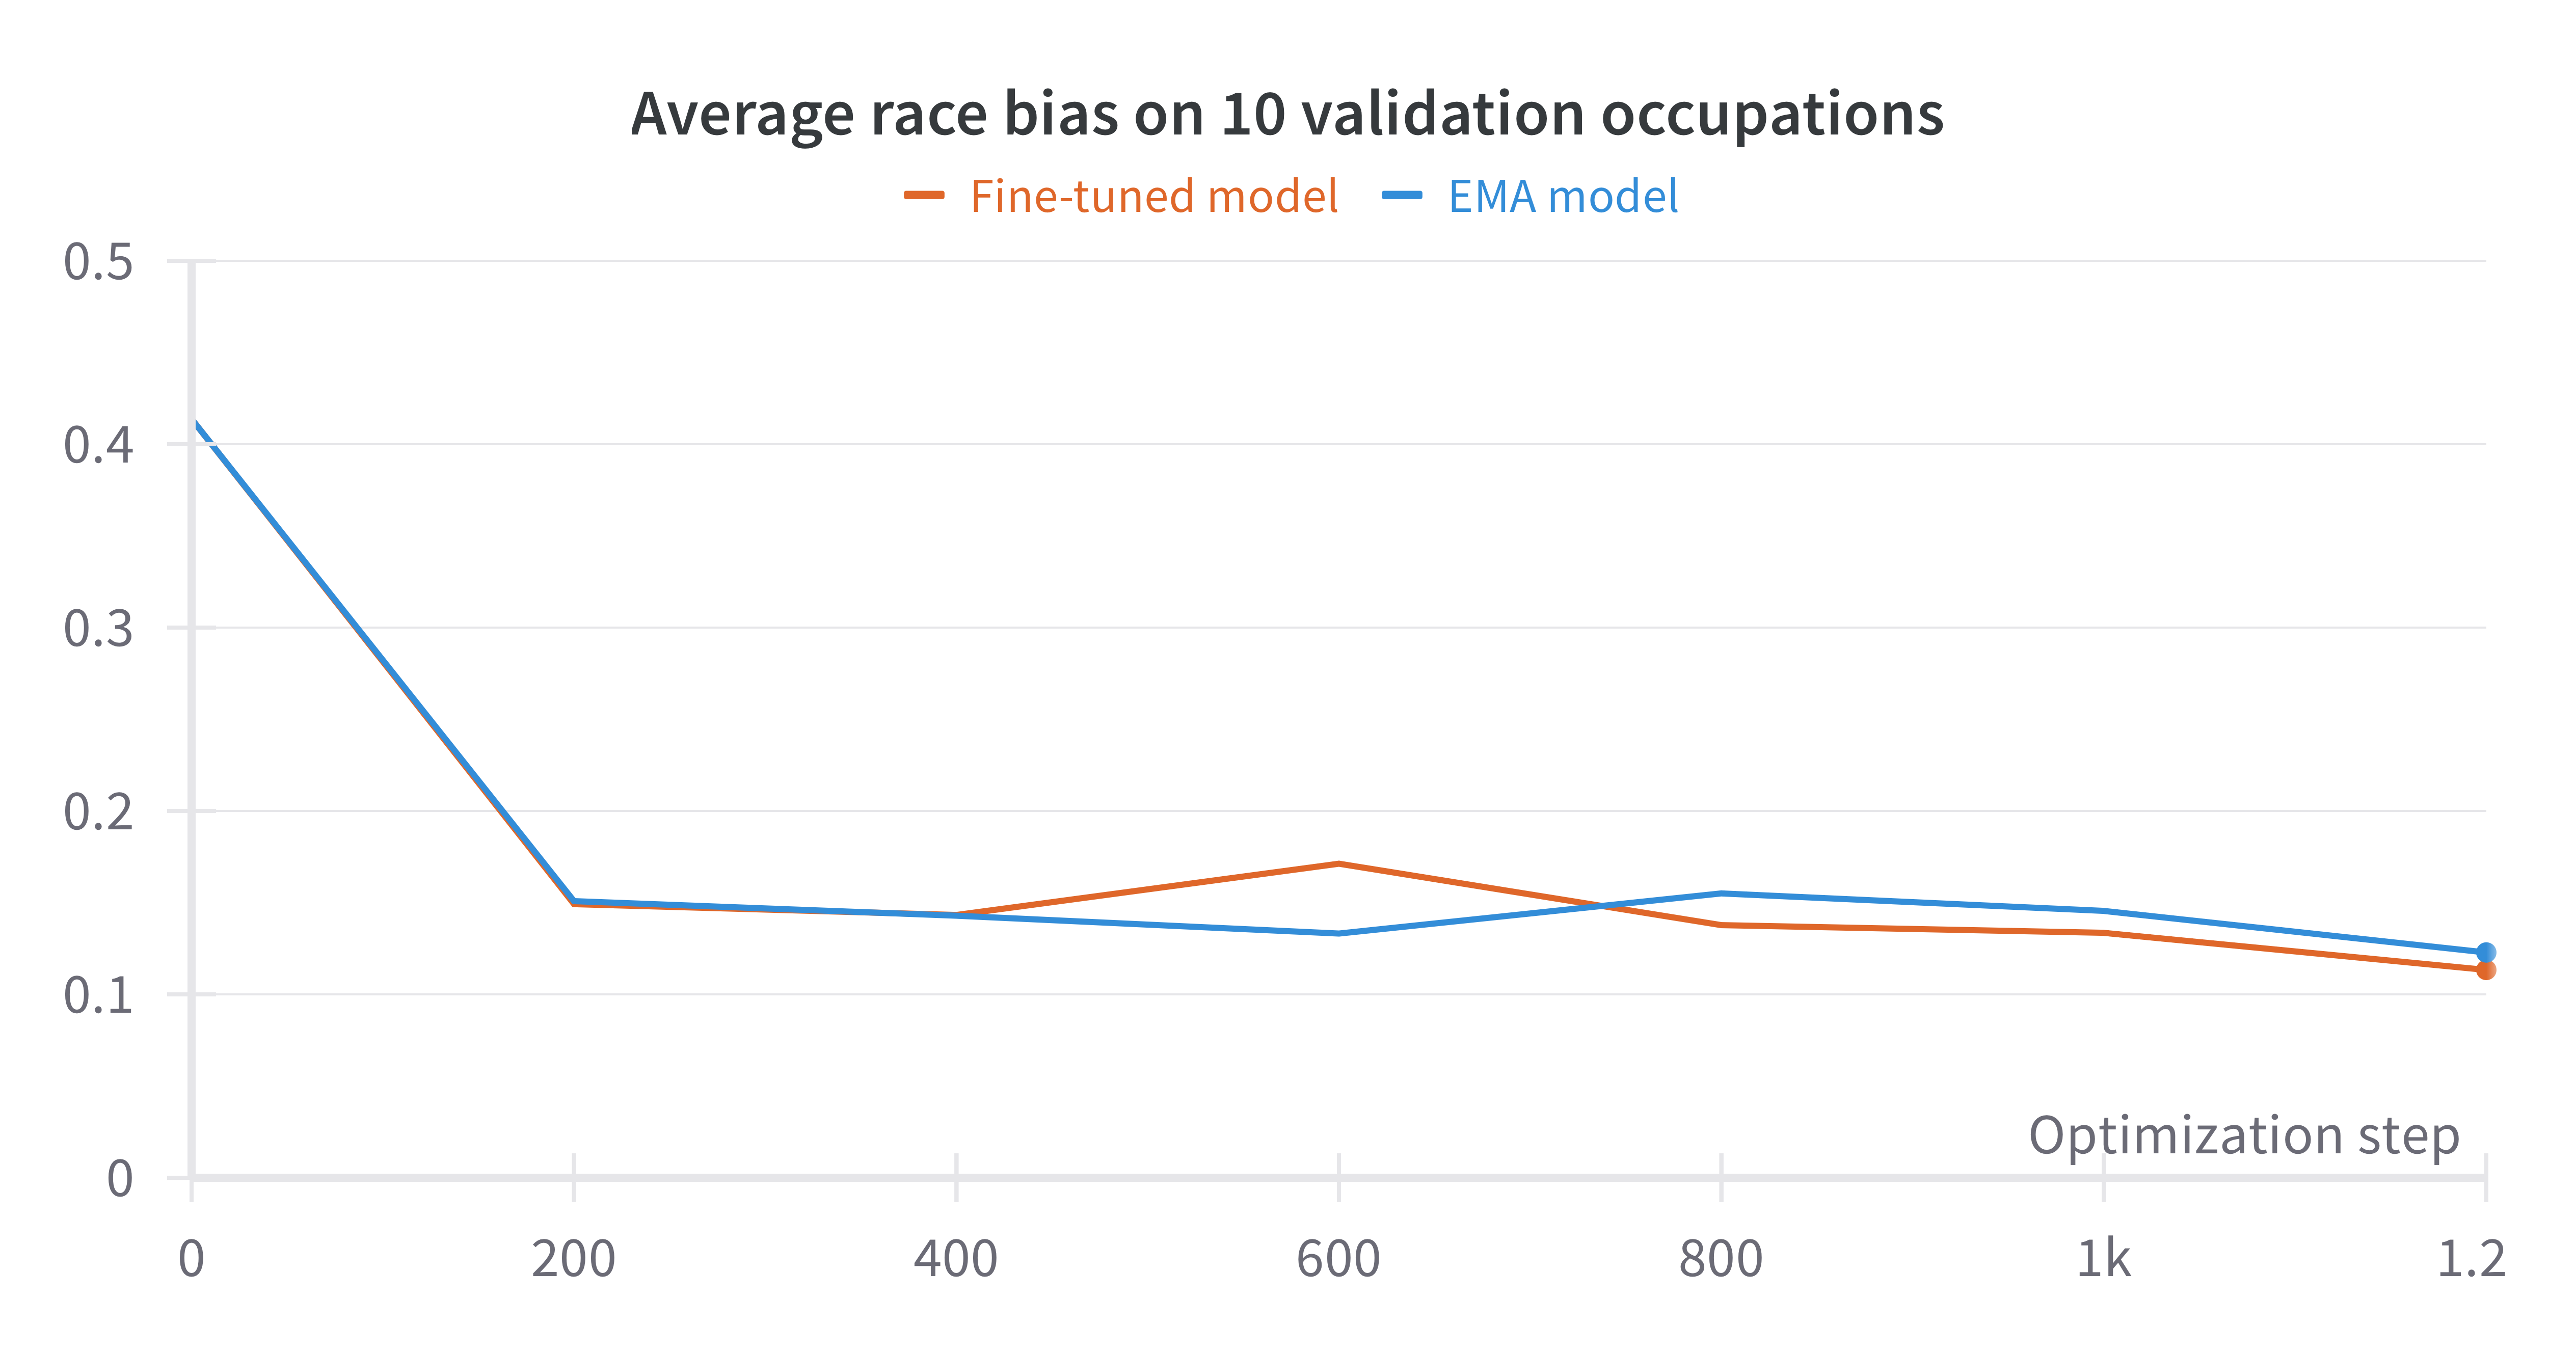 Average race bias on 10 validation occupations
Fine-tuned model EMA model
0.5
0.4
0.3
0.2
0.1
0
Optimization step
0 200 400 600 800 1k 1.2